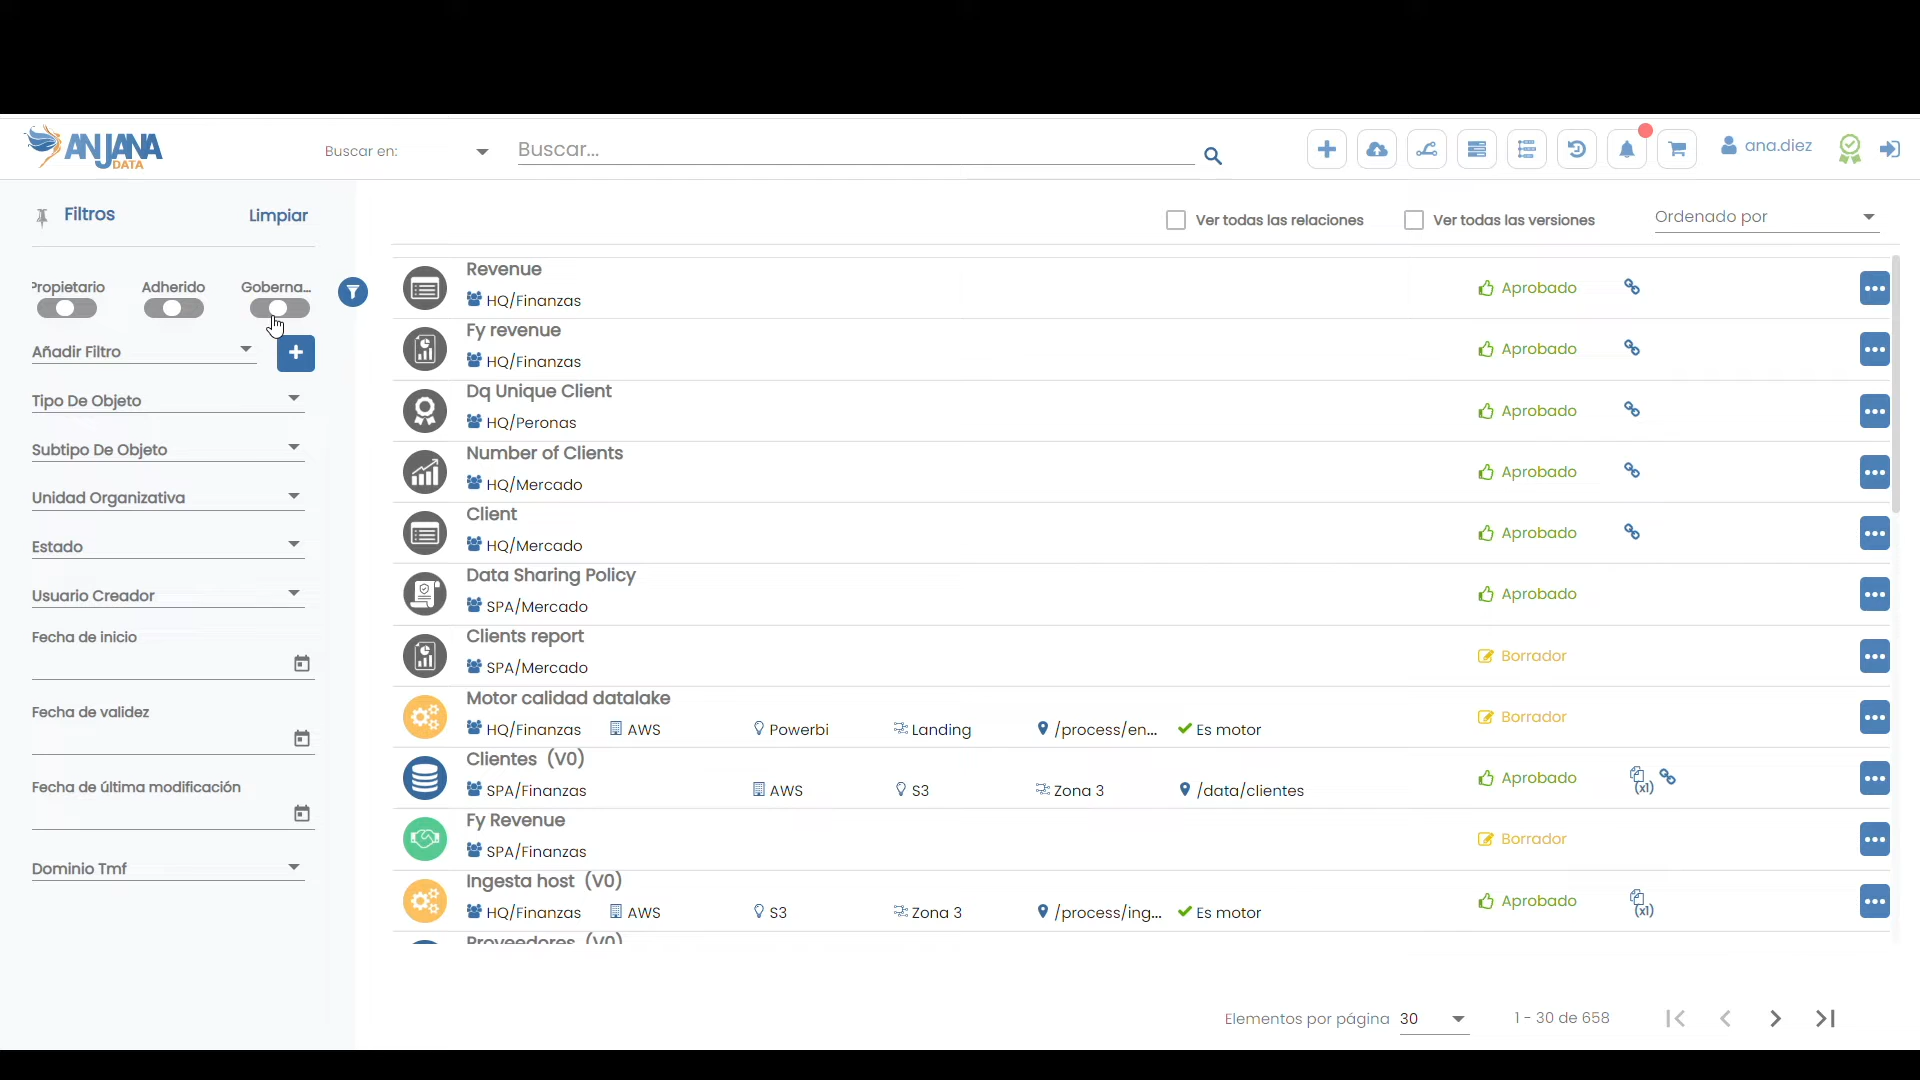 ANJANA
DATA
Buscar en:
Buscar...
ana.diez
Filtros
Limpiar
Ver todas las relaciones
Ver todas las versiones
Ordenado por
Propietario
Adherido
Goberna...
Añadir Filtro
Tipo De Objeto
Subtipo De Objeto
Unidad Organizativa
Estado
Usuario Creador
Fecha de inicio
Fecha de validez
Fecha de última modificación
Dominio Tmf
Revenue
HQ/Finanzas
Aprobado
Fy revenue
HQ/Finanzas
Aprobado
Dq Unique Client
HQ/Peronas
Aprobado
Number of Clients
HQ/Mercado
Aprobado
Client
HQ/Mercado
Aprobado
Data Sharing Policy
SPA/Mercado
Aprobado
Clients report
SPA/Mercado
Borrador
Motor calidad datalake
HQ/Finanzas AWS Powerbi Landing /process/en... Es motor
Borrador
Clientes (V0)
SPA/Finanzas AWS S3 Zona 3 /data/clientes
Aprobado (x1)
Fy Revenue
SPA/Finanzas
Borrador
Ingesta host (V0)
HQ/Finanzas AWS S3 Zona 3 /process/ing... Es motor
Aprobado (x1)
Proveedores (V0)
Elementos por página 30 1 - 30 de 658